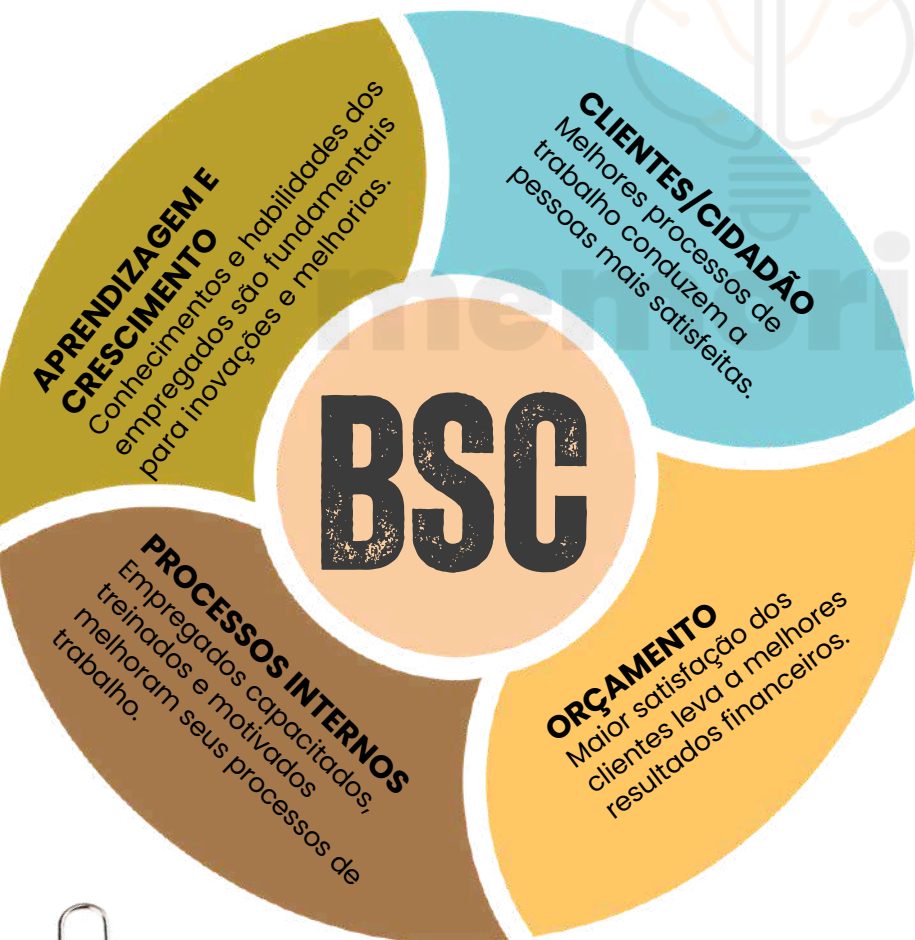 APRENDIZAGEM E
CRESCIMENTO
Conhecimentos e habilidades dos
empregados são fundamentais
para inovações e melhorias.
CLIENTES/CIDADÃO
Melhores processos de
trabalho conduzem a
pessoas mais satisfeitas.
memori
BSC
PROCESSOS INTERNOS
Empregados capacitados,
treinados e motivados
melhoram seus processos de
trabalho.
ORÇAMENTO
Maior satisfação dos
clientes leva a melhores
resultados financeiros.